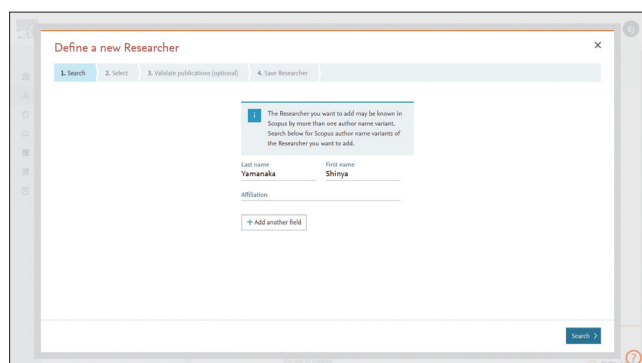 Define a new Researcher
1. Search 2. Select 3. Validate publications (optional) 4. Save Researcher
i
The Researcher you want to add may be known in
Scopus by more than one author name variant.
Search below for Scopus author name variants of
the Researcher you want to add.
Last name First name
Yamanaka Shinya
Affiliation
+ Add another field
Search >
?